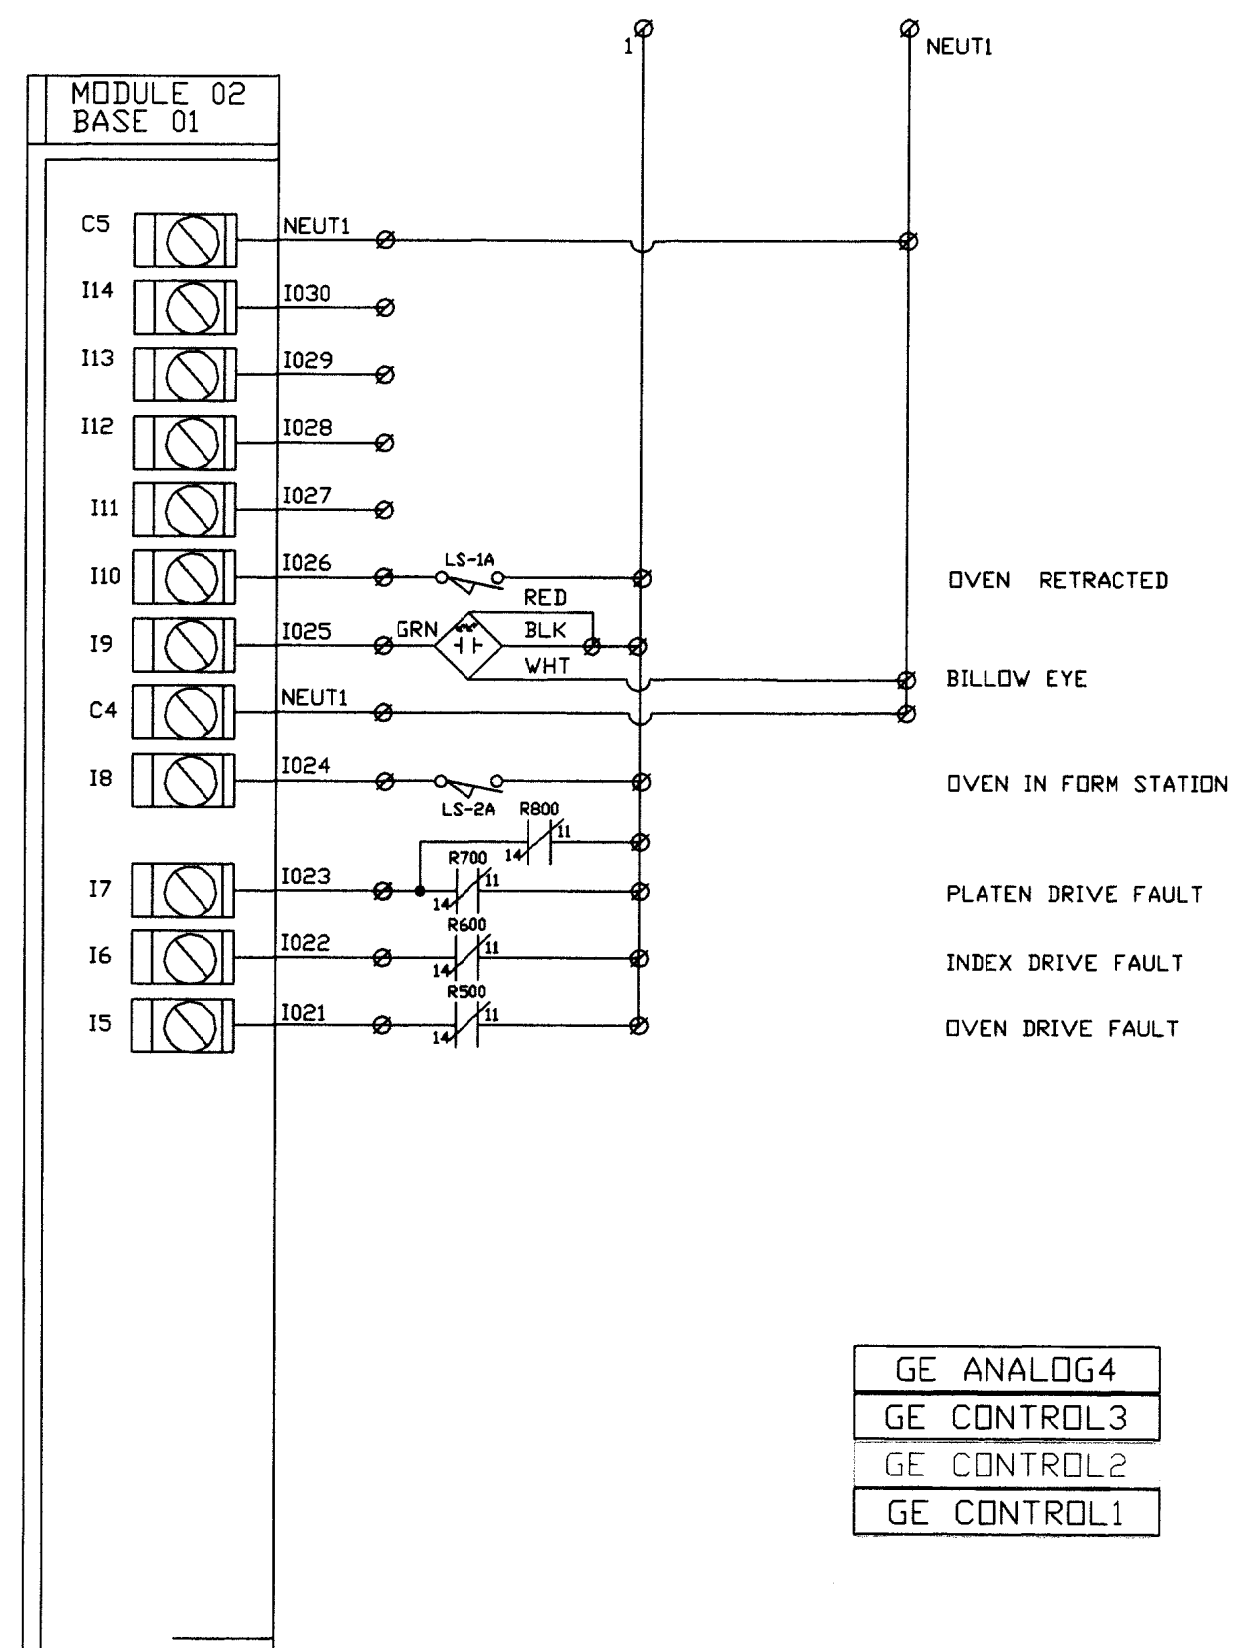 1
NEUT1
MODULE 02
BASE 01
C5 NEUT1
I14 I030
I13 I029
I12 I028
I11 I027
I10 I026 LS-1A OVEN RETRACTED
RED
I9 I025 GRN BLK
WHT BILLOW EYE
C4 NEUT1
I8 I024 OVEN IN FORM STATION
LS-2A R800
14 11
R700
I7 I023 14 11 PLATEN DRIVE FAULT
R600
I6 I022 14 11 INDEX DRIVE FAULT
R500
I5 I021 14 11 OVEN DRIVE FAULT
GE ANALOG4
GE CONTROL3
GE CONTROL2
GE CONTROL1